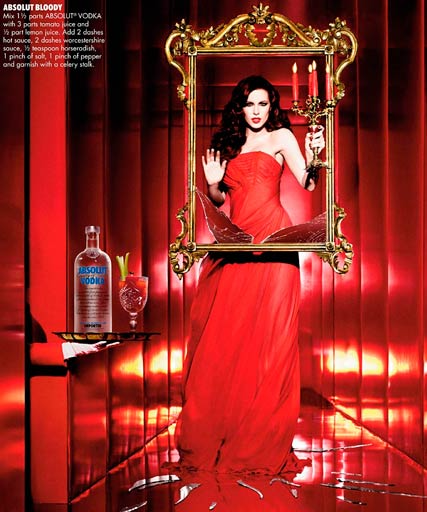 ABSOLUT BLOODY
Mix 1½ parts ABSOLUT® VODKA
with 3 parts tomato juice and
½ part lemon juice. Add 2 dashes
hot sauce, 2 dashes worcestershire
sauce, ½ teaspoon horserodish,
1 pinch of salt, 1 pinch of pepper
and garnish with a celery stalk.
ABSOLUT
VODKA
IMPORTED